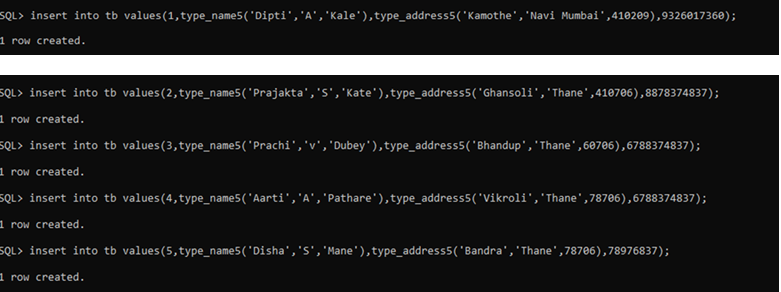 SQL> insert into tb values(1,type_name5('Dipti','A','Kale'),type_address5('Kamothe','Navi Mumbai',410209),9326017360);
1 row created.
SQL> insert into tb values(2,type_name5('Prajakta','S','Kate'),type_address5('Ghansoli','Thane',410706),8878374837);
1 row created.
SQL> insert into tb values(3,type_name5('Prachi','v','Dubey'),type_address5('Bhandup','Thane',60706),6788374837);
1 row created.
SQL> insert into tb values(4,type_name5('Aarti','A','Pathare'),type_address5('Vikroli','Thane',78706),6788374837);
1 row created.
SQL> insert into tb values(5,type_name5('Disha','S','Mane'),type_address5('Bandra','Thane',78706),78976837);
1 row created.